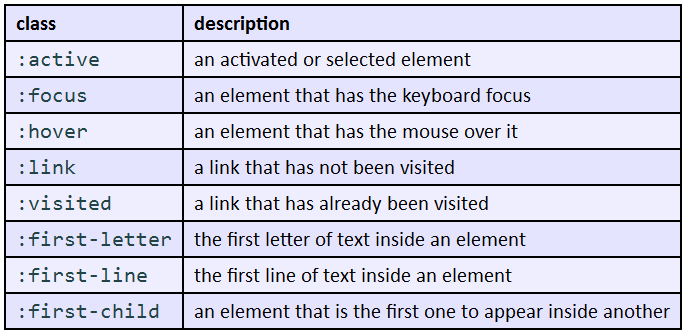 class description
:active an activated or selected element
:focus an element that has the keyboard focus
:hover an element that has the mouse over it
:link a link that has not been visited
:visited a link that has already been visited
:first-letter the first letter of text inside an element
:first-line the first line of text inside an element
:first-child an element that is the first one to appear inside another